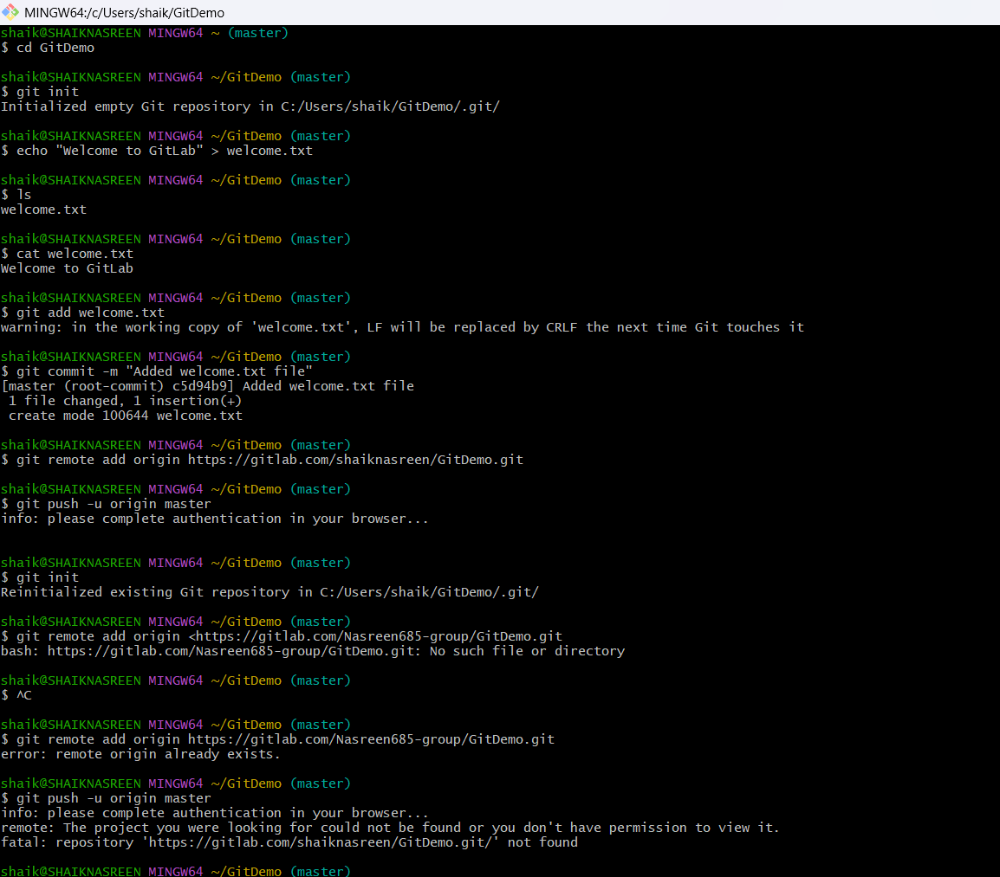 MINGW64:/c/Users/shaik/GitDemo
shaik@SHAIKNASREEN MINGW64 ~ (master)
$ cd GitDemo
shaik@SHAIKNASREEN MINGW64 ~/GitDemo (master)
$ git init
Initialized empty Git repository in C:/Users/shaik/GitDemo/.git/
shaik@SHAIKNASREEN MINGW64 ~/GitDemo (master)
$ echo "Welcome to GitLab" > welcome.txt
shaik@SHAIKNASREEN MINGW64 ~/GitDemo (master)
$ ls
welcome.txt
shaik@SHAIKNASREEN MINGW64 ~/GitDemo (master)
$ cat welcome.txt
Welcome to GitLab
shaik@SHAIKNASREEN MINGW64 ~/GitDemo (master)
$ git add welcome.txt
warning: in the working copy of 'welcome.txt', LF will be replaced by CRLF the next time Git touches it
shaik@SHAIKNASREEN MINGW64 ~/GitDemo (master)
$ git commit -m "Added welcome.txt file"
[master (root-commit) c5d94b9] Added welcome.txt file
1 file changed, 1 insertion(+)
create mode 100644 welcome.txt
shaik@SHAIKNASREEN MINGW64 ~/GitDemo (master)
$ git remote add origin https://gitlab.com/shaiknasreen/GitDemo.git
shaik@SHAIKNASREEN MINGW64 ~/GitDemo (master)
$ git push -u origin master
info: please complete authentication in your browser...
shaik@SHAIKNASREEN MINGW64 ~/GitDemo (master)
$ git init
Reinitialized existing Git repository in C:/Users/shaik/GitDemo/.git/
shaik@SHAIKNASREEN MINGW64 ~/GitDemo (master)
$ git remote add origin <https://gitlab.com/Nasreen685-group/GitDemo.git
bash: https://gitlab.com/Nasreen685-group/GitDemo.git: No such file or directory
shaik@SHAIKNASREEN MINGW64 ~/GitDemo (master)
$ ^C
shaik@SHAIKNASREEN MINGW64 ~/GitDemo (master)
$ git remote add origin https://gitlab.com/Nasreen685-group/GitDemo.git
error: remote origin already exists.
shaik@SHAIKNASREEN MINGW64 ~/GitDemo (master)
$ git push -u origin master
info: please complete authentication in your browser...
remote: The project you were looking for could not be found or you don't have permission to view it.
fatal: repository 'https://gitlab.com/shaiknasreen/GitDemo.git/' not found
shaik@SHAIKNASREEN MINGW64 ~/GitDemo (master)